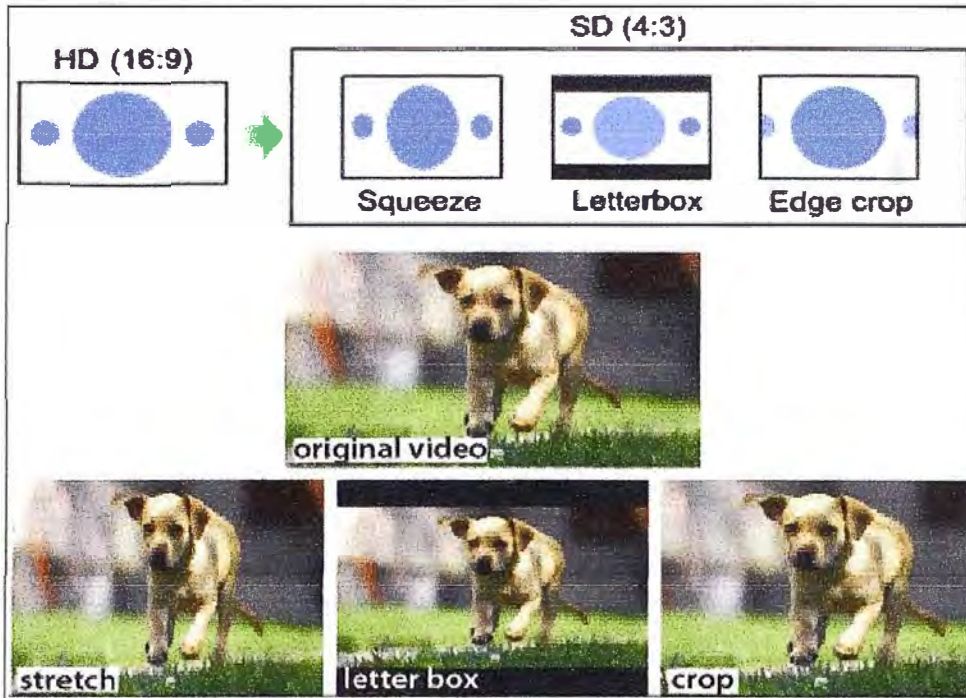 SD (4:3)
HD (16:9)
Squeeze
Letterbox
Edge crop
original video
stretch
letter box
crop